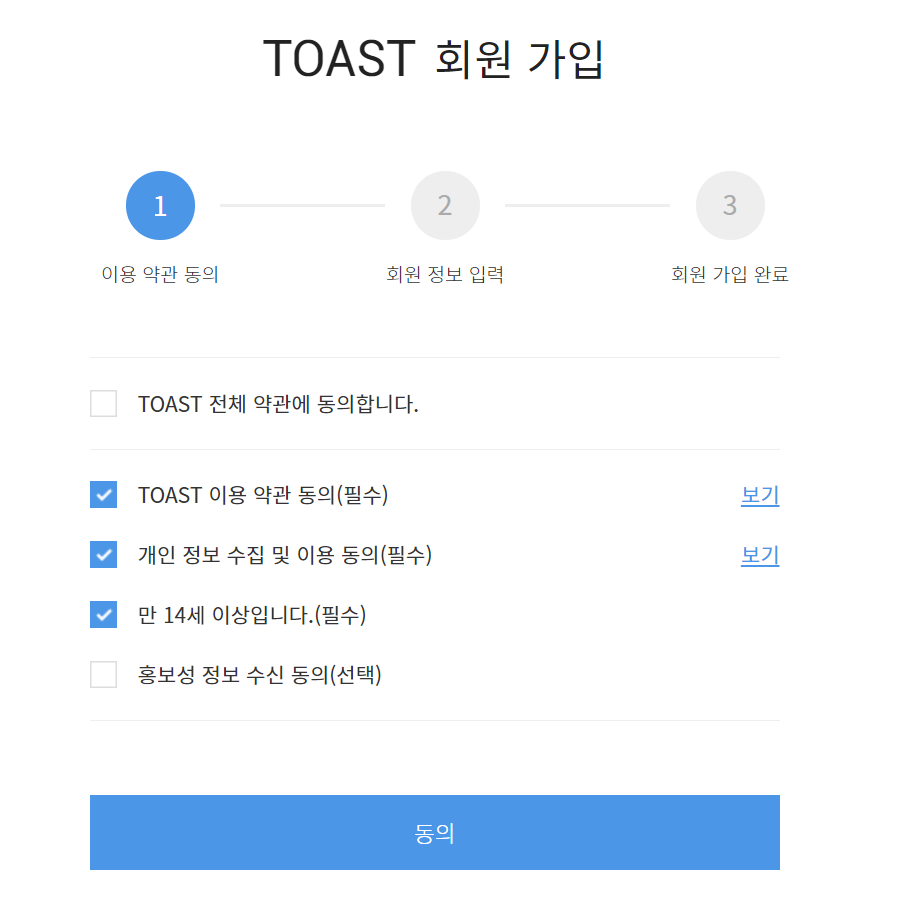 TOAST 회원 가입
1 2 3
이용 약관 동의 회원 정보 입력 회원 가입 완료
TOAST 전체 약관에 동의합니다.
TOAST 이용 약관 동의(필수) 보기
개인 정보 수집 및 이용 동의(필수) 보기
만 14세 이상입니다.(필수)
홍보성 정보 수신 동의(선택)
동의